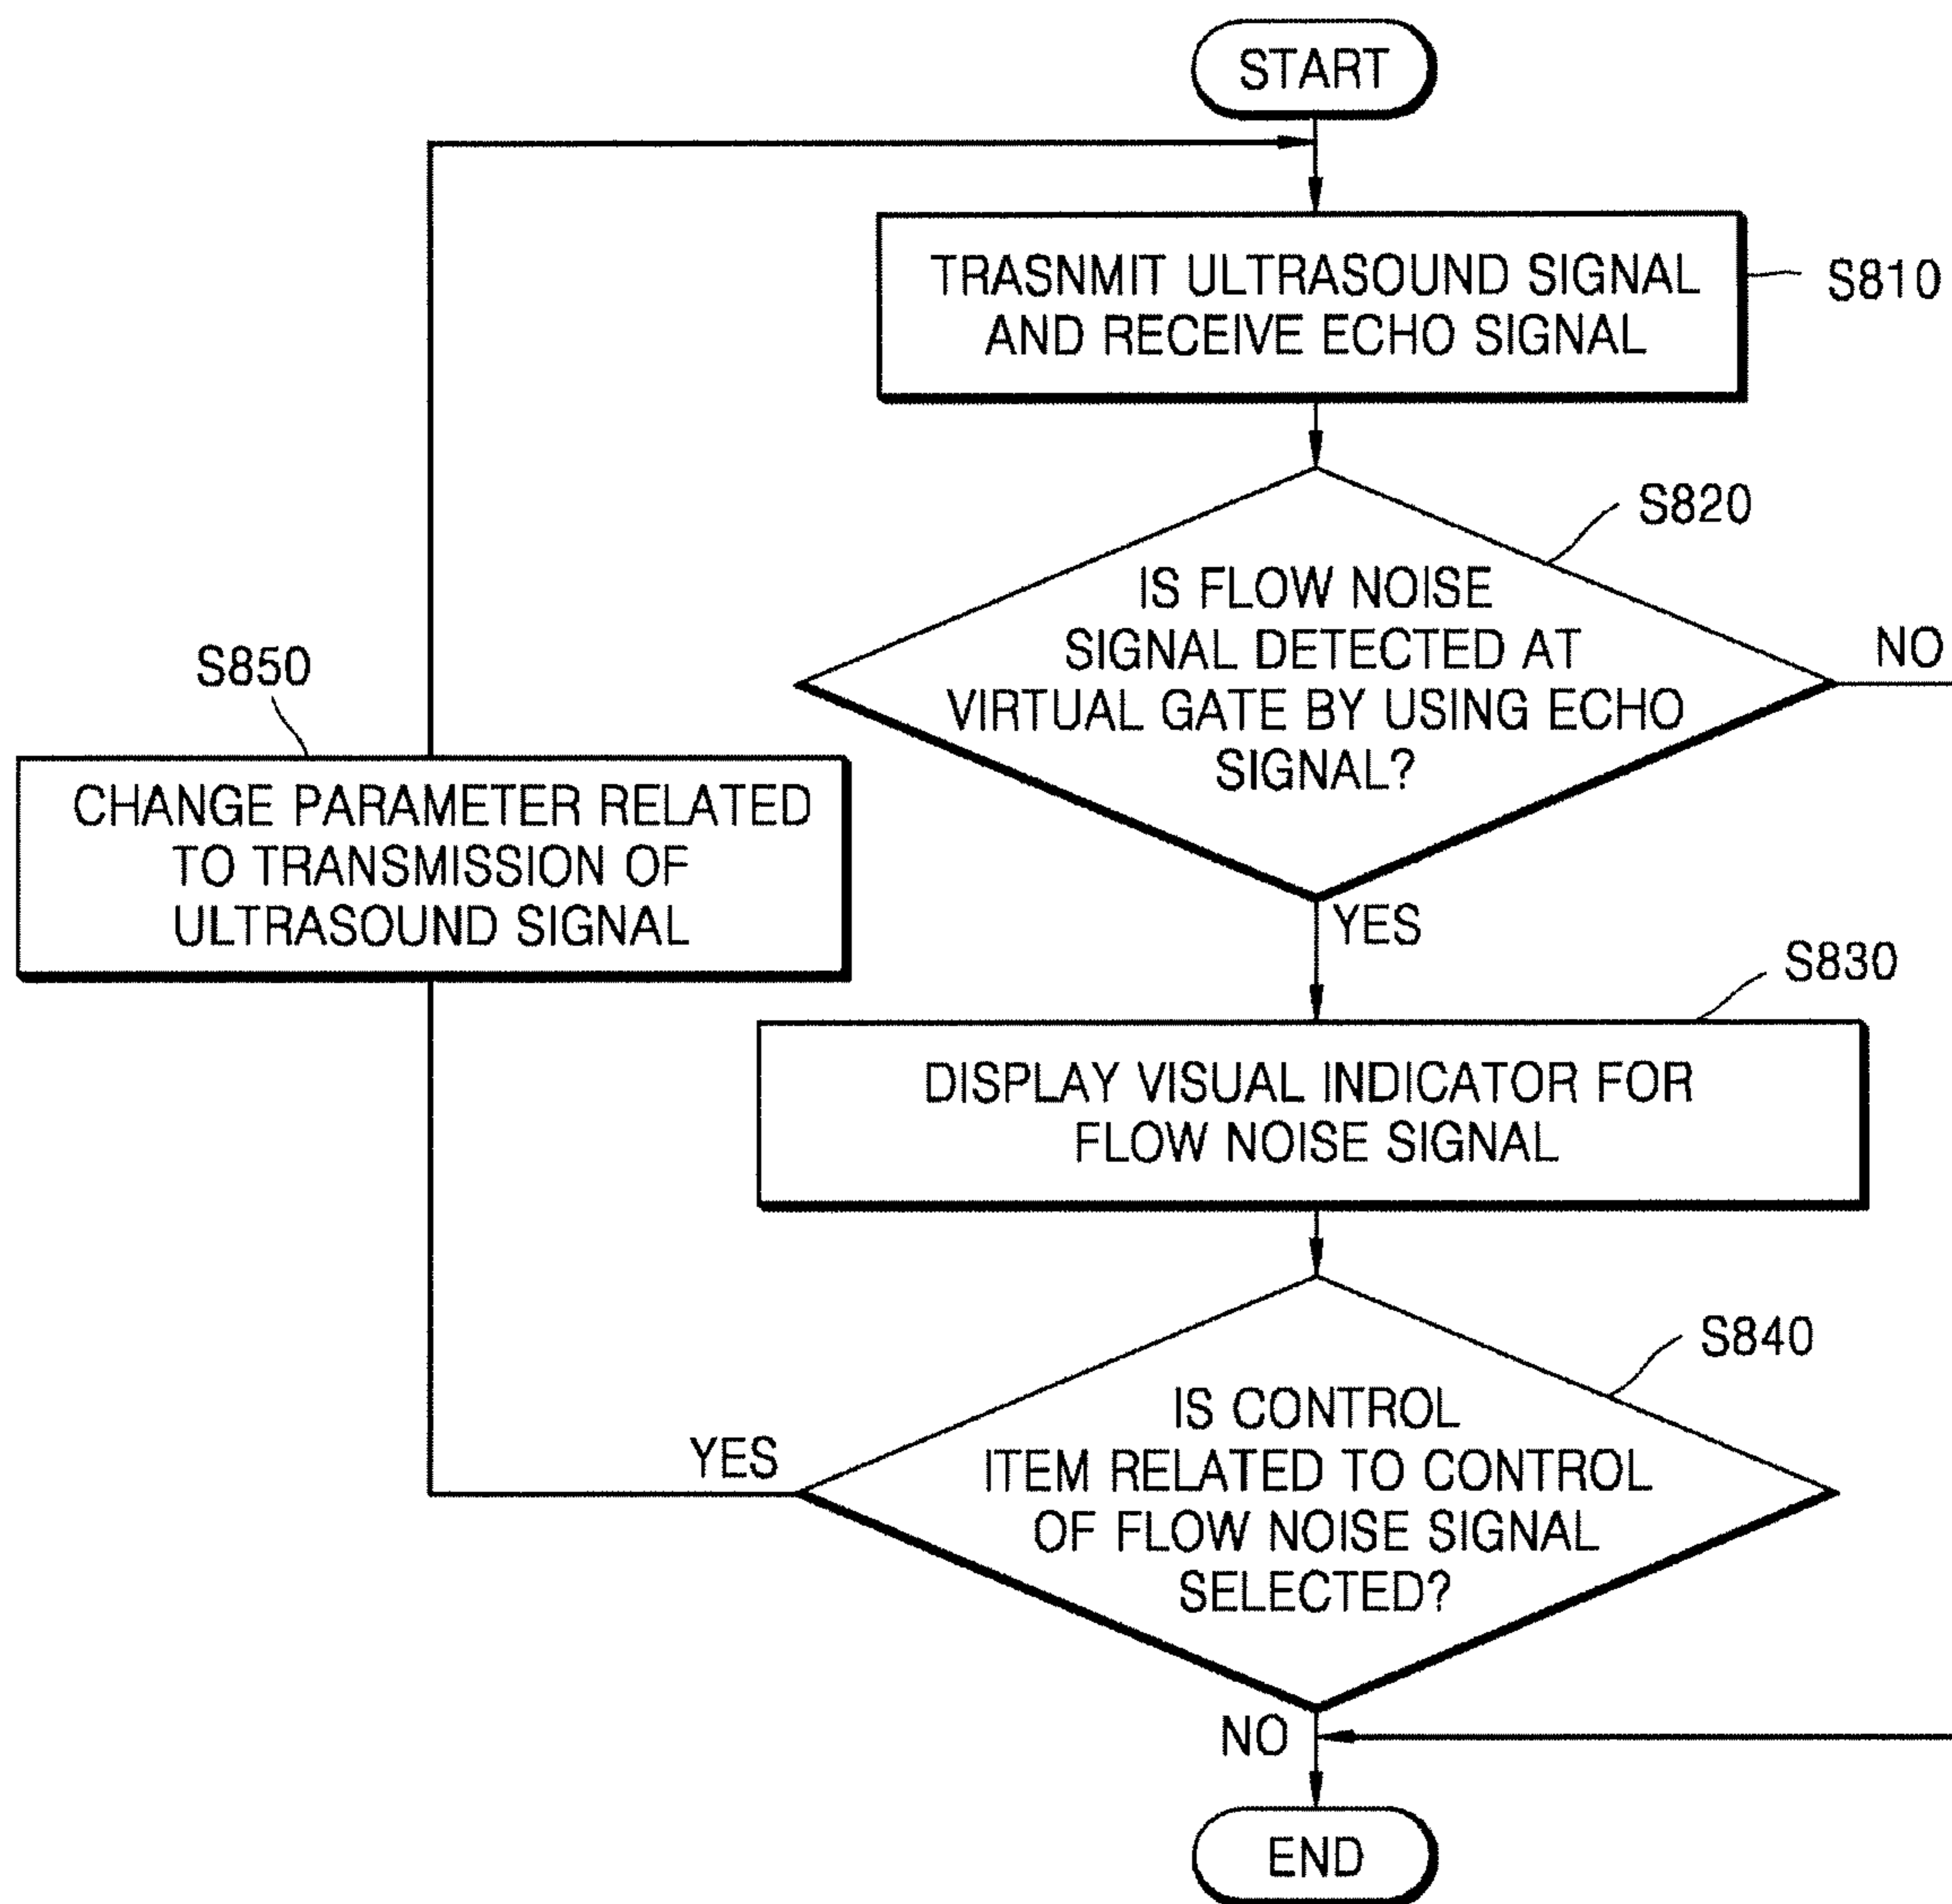 START
TRASNMIT ULTRASOUND SIGNAL
AND RECEIVE ECHO SIGNAL
S810
S820
IS FLOW NOISE
SIGNAL DETECTED AT
VIRTUAL GATE BY USING ECHO
SIGNAL?
NO
YES
S850
CHANGE PARAMETER RELATED
TO TRANSMISSION OF
ULTRASOUND SIGNAL
S830
DISPLAY VISUAL INDICATOR FOR
FLOW NOISE SIGNAL
S840
IS CONTROL
ITEM RELATED TO CONTROL
OF FLOW NOISE SIGNAL
SELECTED?
YES
NO
END